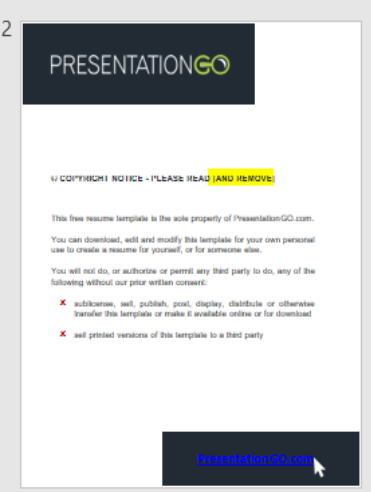 2
PRESENTATIONGO
© COPYRIGHT NOTICE - PLEASE READ (AND REMOVE)
This free resume template is the sole property of PresentationGO.com.
You can download, edit and modify this template for your own personal
use to create a resume for yourself, or for someone else.
You will not do, or authorize or permit any third party to do, any of the
following without our prior written consent:
x sublicense, sell, publish, post, display, distribute or otherwise
transfer this template or make it available online or for download
x sell printed versions of this template to a third party
PresentationGO.com